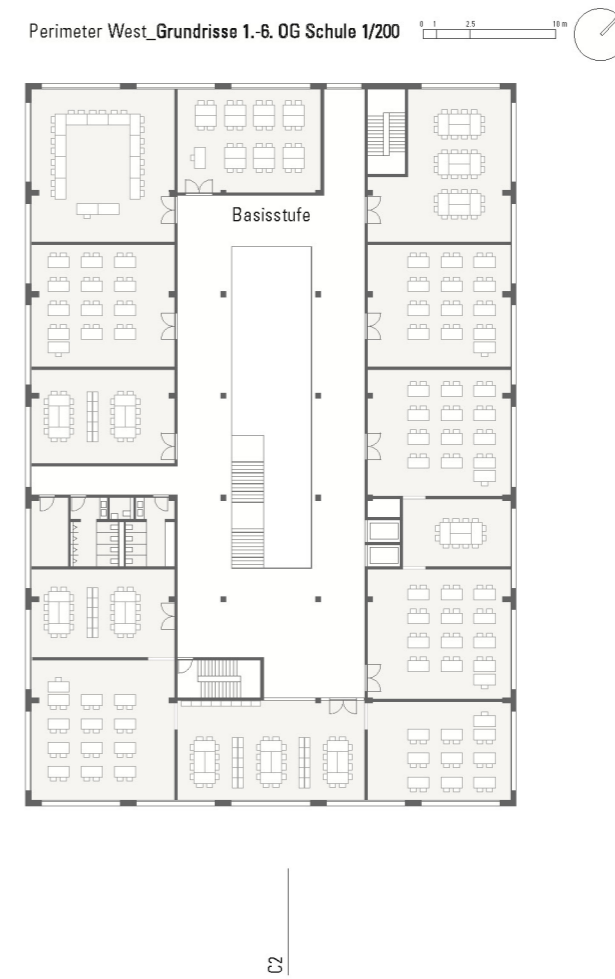 Perimeter West_Grundrisse 1.-6. OG Schule 1/200
0 1 2.5 10 m
Basisstufe
C2